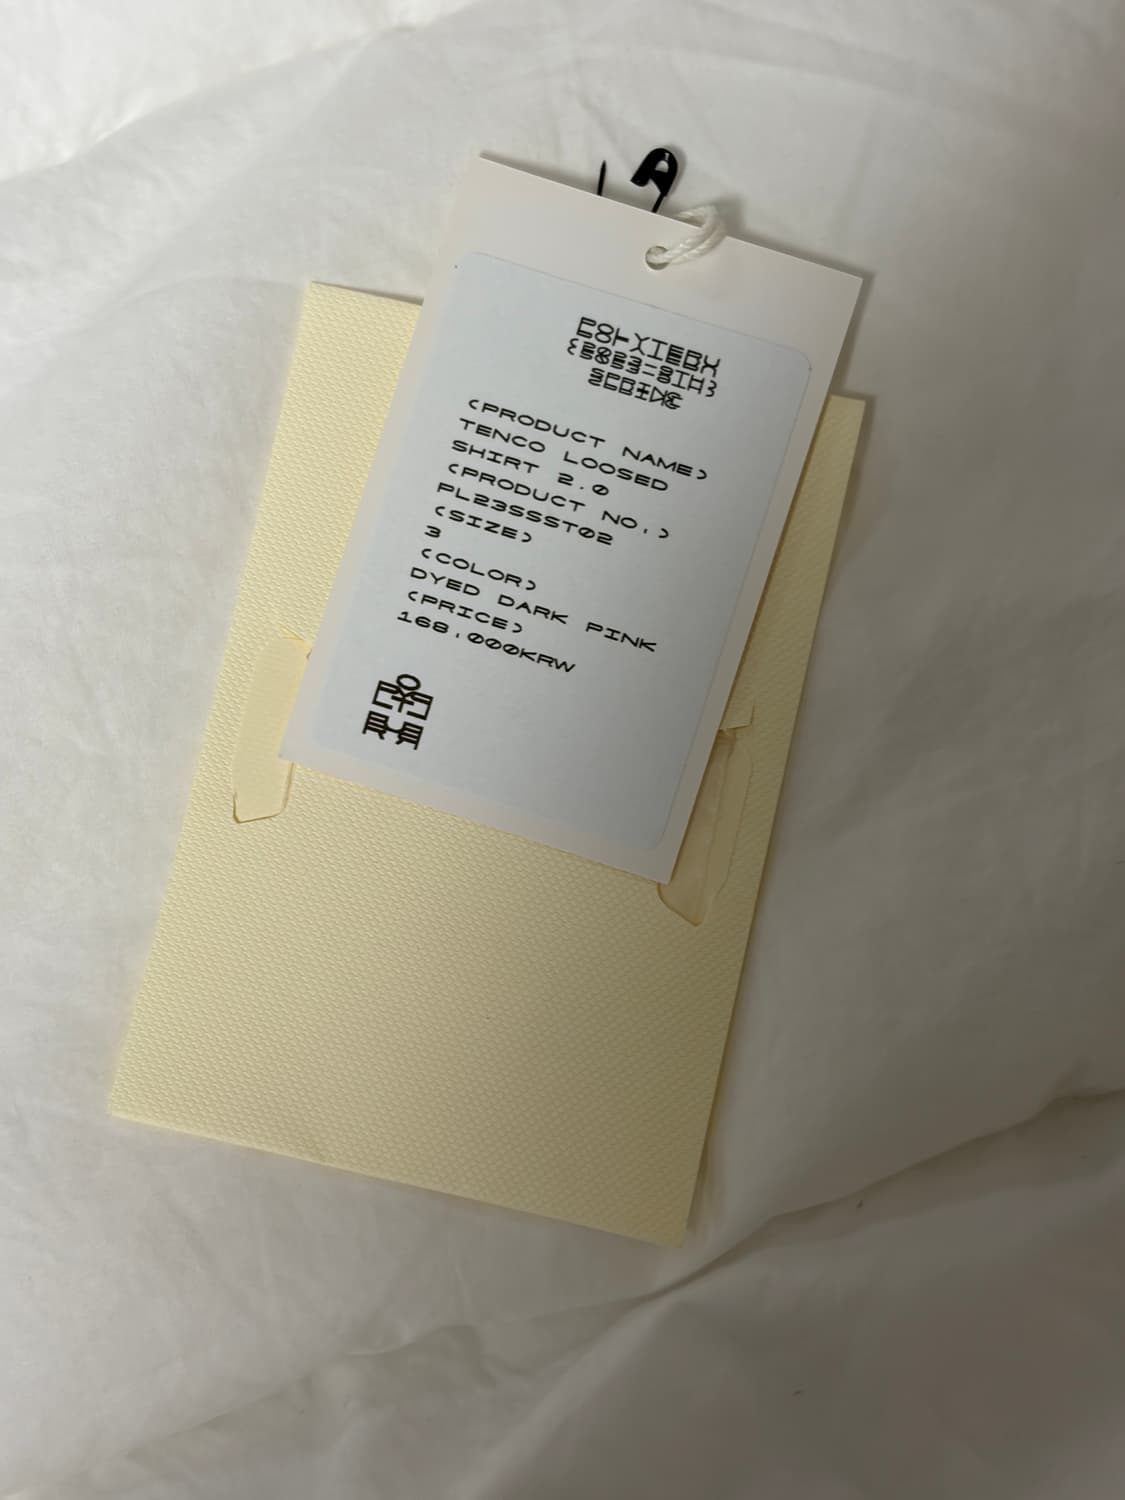 <PRODUCT NAME>
TENCO LOOSED
SHIRT 2.0
<PRODUCT NO.>
PL23SSST02
<SIZE>
3
<COLOR>
DYED DARK PINK
<PRICE>
168,000KRW